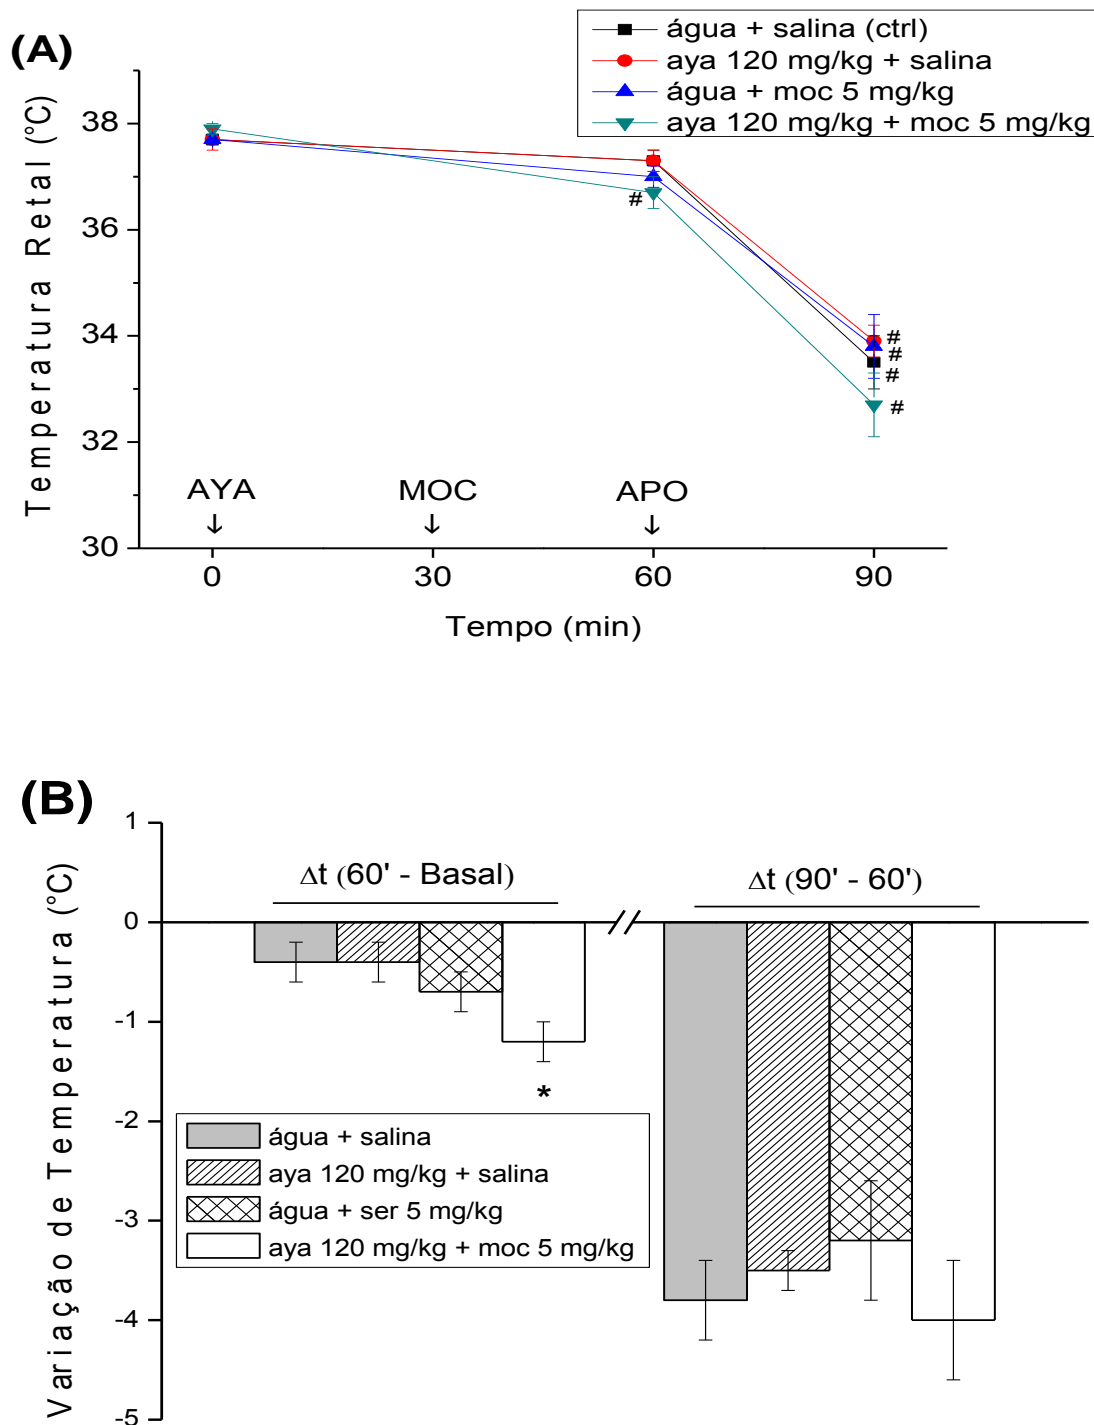 (A)
água + salina (ctrl)
aya 120 mg/kg + salina
água + moc 5 mg/kg
aya 120 mg/kg + moc 5 mg/kg
Temperatura Retal (°C)
38
36
34
32
30
#
#
#
#
#
AYA
MOC
APO
↓
↓
↓
0
30
60
90
Tempo (min)
(B)
Variação de Temperatura (°C)
1
0
-1
-2
-3
-4
-5
Δt (60' - Basal)
Δt (90' - 60')
*
água + salina
aya 120 mg/kg + salina
água + ser 5 mg/kg
aya 120 mg/kg + moc 5 mg/kg